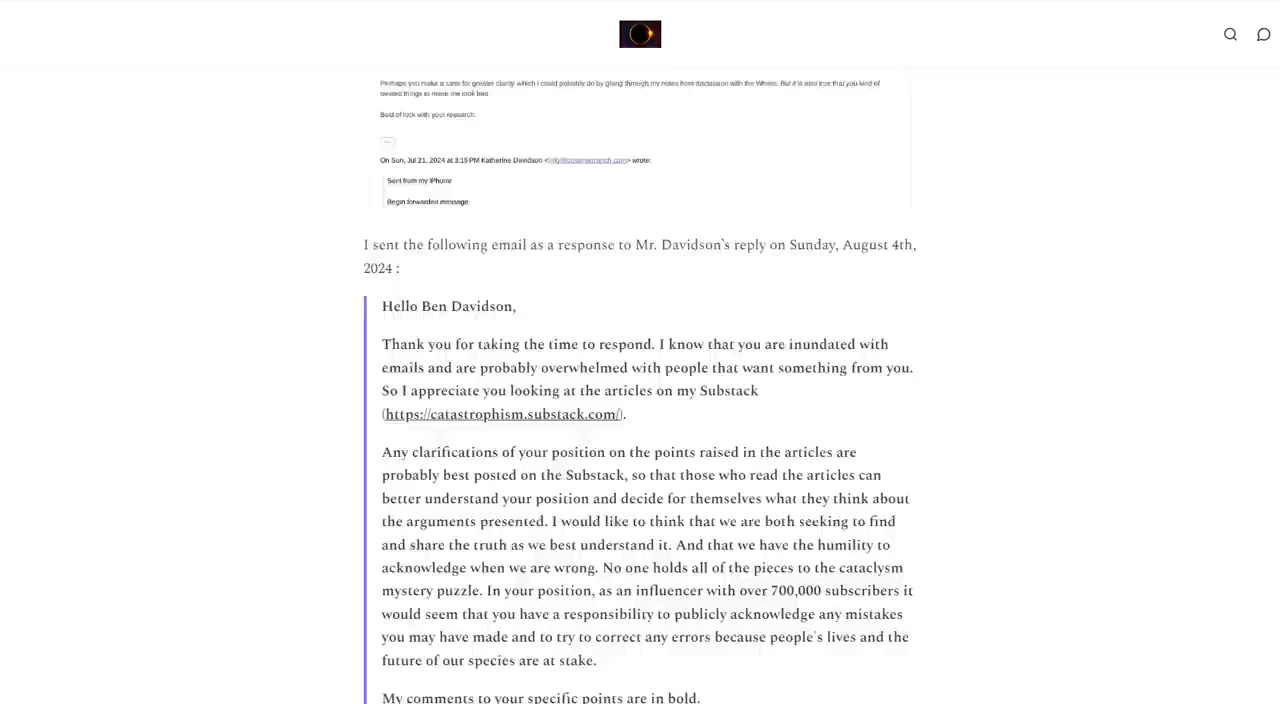 Perhaps you make a case for greater clarity which I could possibly do by going through my notes from discussion with the Whites. But it is also true that you kind of
twisted things to make me look bad.
Best of luck with your research.
...
On Sun, Jul 21, 2024 at 3:15 PM Katherine Davidson < wrote:
Sent from my iPhone
Begin forwarded message
I sent the following email as a response to Mr. Davidson's reply on Sunday, August 4th,
2024 :
Hello Ben Davidson,
Thank you for taking the time to respond. I know that you are inundated with
emails and are probably overwhelmed with people that want something from you.
So I appreciate you looking at the articles on my Substack
(https://catastrophism.substack.com/).
Any clarifications of your position on the points raised in the articles are
probably best posted on the Substack, so that those who read the articles can
better understand your position and decide for themselves what they think about
the arguments presented. I would like to think that we are both seeking to find
and share the truth as we best understand it. And that we have the humility to
acknowledge when we are wrong. No one holds all of the pieces to the cataclysm
mystery puzzle. In your position, as an influencer with over 700,000 subscribers it
would seem that you have a responsibility to publicly acknowledge any mistakes
you may have made and to try to correct any errors because people's lives and the
future of our species are at stake.
My comments to your specific points are in bold.